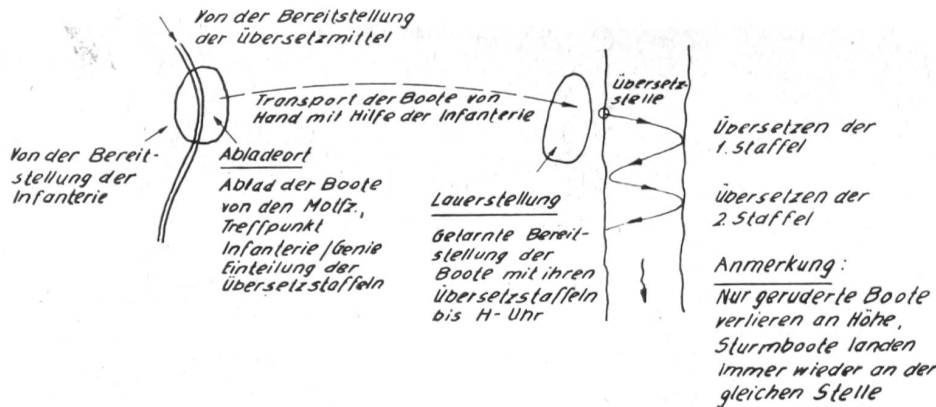 Von der Bereitstellung
der Übersetzmittel
Von der Bereit-
stellung der
Infanterie
Transport der Boote von
Hand mit Hilfe der Infanterie
Abladeort
Ablad der Boote
von den Motfz.,
Treffpunkt
Infanterie/Genie
Einteilung der
Übersetzstaffeln
Lauerstellung
Getarnte Bereit-
stellung der
Boote mit ihren
Übersetzstaffeln
bis H-Uhr
Übersetz-
stelle
Übersetzen der
1. Staffel
Übersetzen der
2. Staffel
Anmerkung:
Nur geruderte Boote
verlieren an Höhe,
Sturmboote landen
immer wieder an der
gleichen Stelle